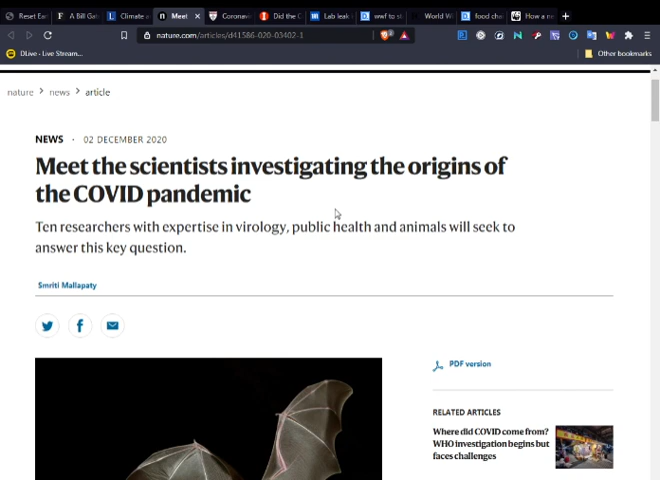 Reset Ear
A Bill Gat
Climate a
Meet
Coronav
Did the C
Lab leak
wwf to st
World W
food cha
How a ne
nature.com/articles/d41586-020-03402-1
DLive - Live Stream...
Other bookmarks
nature > news > article
NEWS · 02 DECEMBER 2020
Meet the scientists investigating the origins of
the COVID pandemic
Ten researchers with expertise in virology, public health and animals will seek to
answer this key question.
Smriti Mallapaty
PDF version
RELATED ARTICLES
Where did COVID come from?
WHO investigation begins but
faces challenges